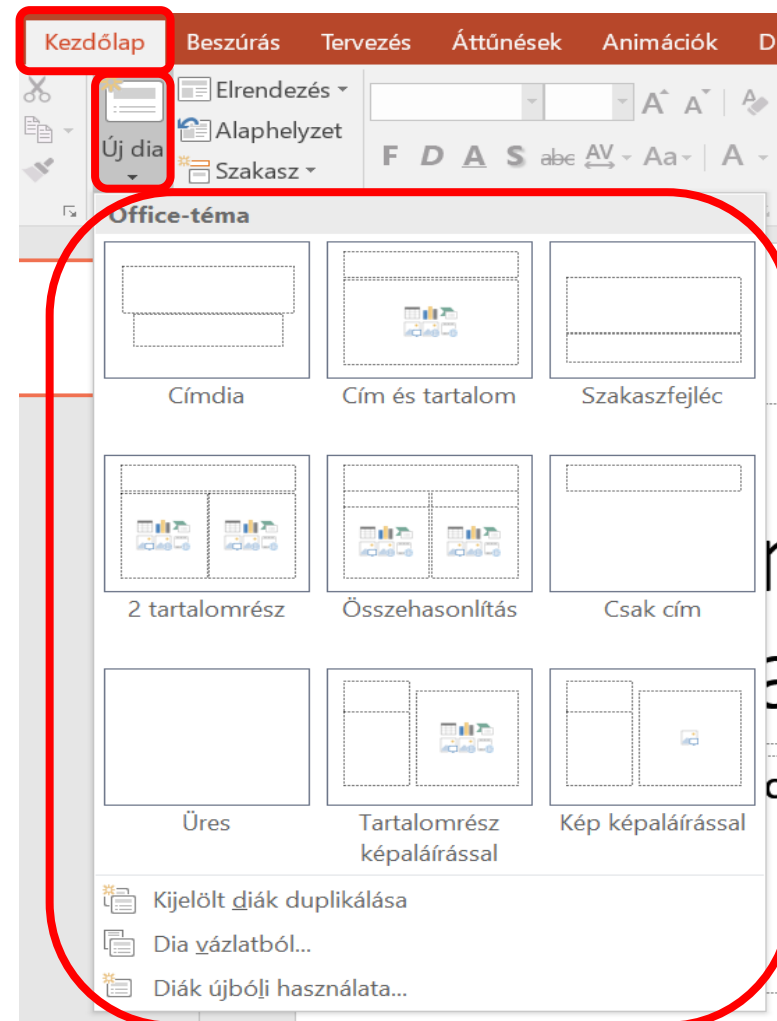 Kezdőlap Beszúrás Tervezés Áttűnések Animációk D
Elrendezés
Új dia Alaphelyzet
Szakasz
A A
F D A S abc AV Aa A
Office-téma
Címdia Cím és tartalom Szakaszfejléc
2 tartalomrész Összehasonlítás Csak cím
Üres Tartalomrész Kép képaláírással
képaláírással
Kijelölt diák duplikálása
Dia vázlatból...
Diák újbóli használata...